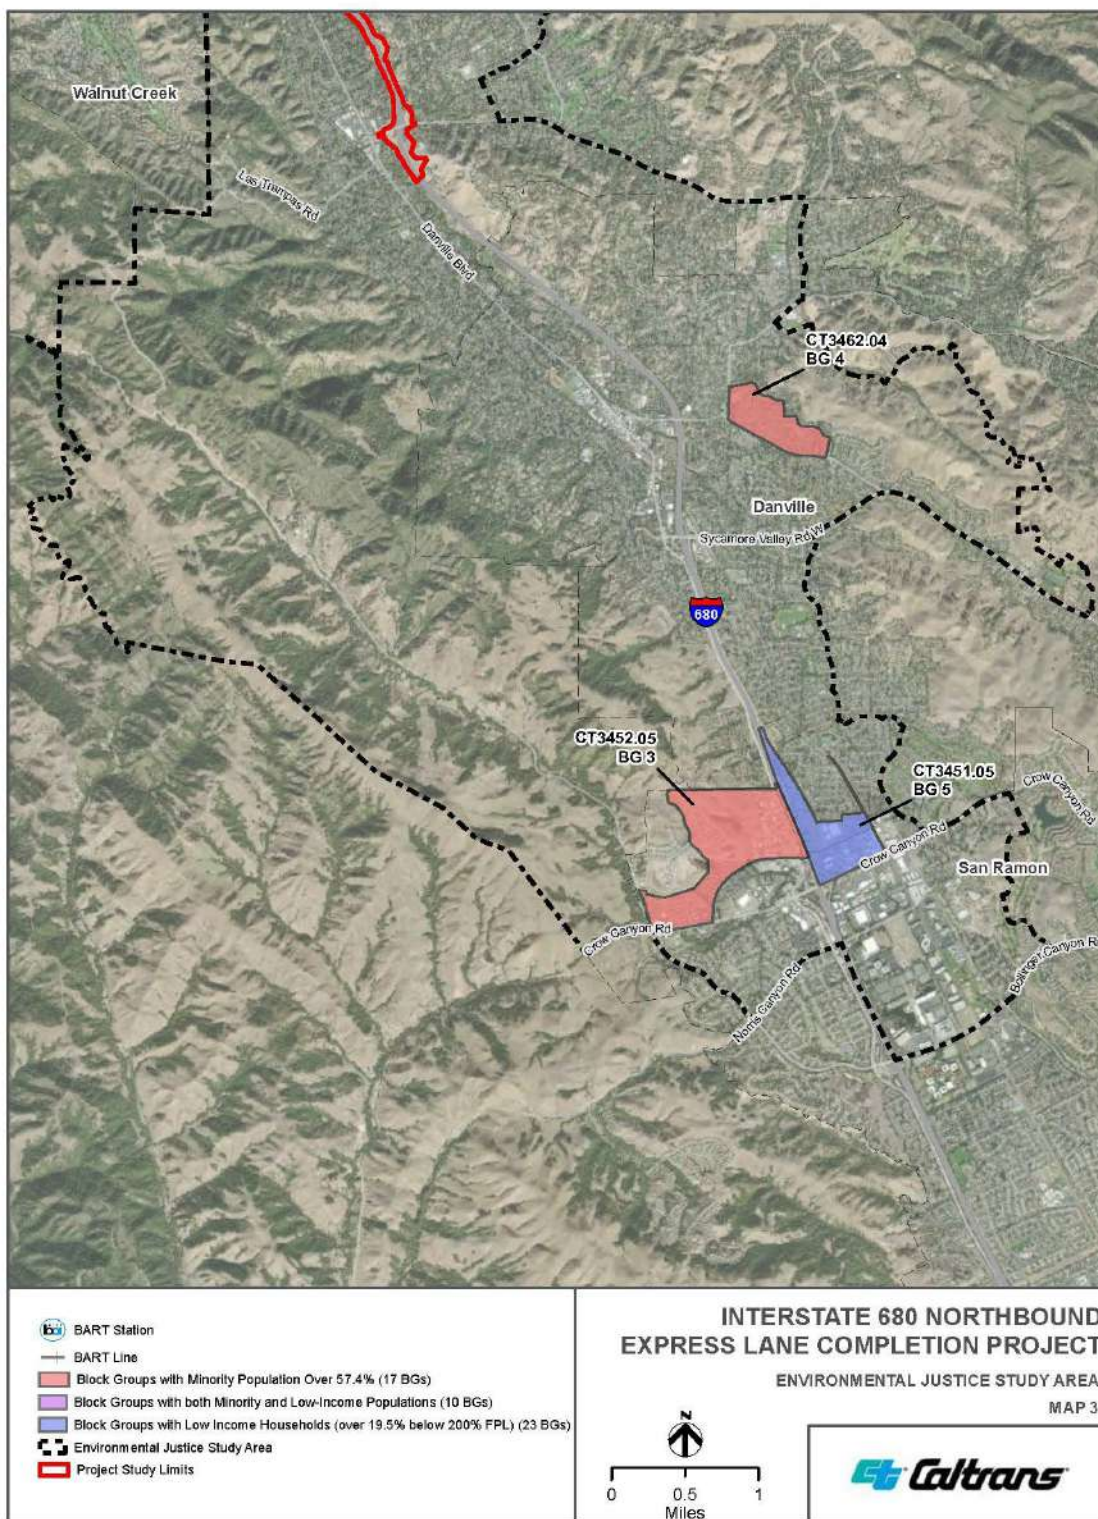 Walnut Creek
Las Trampas Rd
Danville Blvd
CT3462.04
BG 4
Danville
Sycamore Valley Rd W
680
CT3452.05
BG 3
CT3451.05
BG 5
Crow Canyon Rd
Crow Canyon Rd
San Ramon
Crow Canyon Rd
Norris Canyon Rd
Bollinger Canyon Rd
BART Station
BART Line
Block Groups with Minority Population Over 57.4% (17 BGs)
Block Groups with both Minority and Low-Income Populations (10 BGs)
Block Groups with Low Income Households (over 19.5% below 200% FPL) (23 BGs)
Environmental Justice Study Area
Project Study Limits
INTERSTATE 680 NORTHBOUND
EXPRESS LANE COMPLETION PROJECT
ENVIRONMENTAL JUSTICE STUDY AREA
MAP 3
N
0 0.5 1
Miles
ct Caltrans